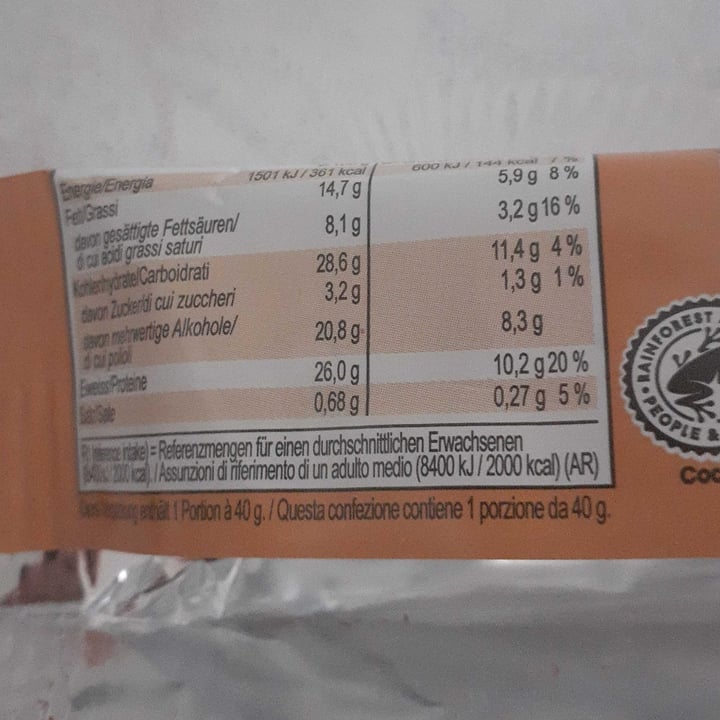 Energie/Energia 1501 kJ / 361 kcal 600 kJ / 144 kcal 7 %
Fett/Grassi 14,7 g 5,9 g 8 %
davon gesättigte Fettsäuren/
di cui acidi grassi saturi 8,1 g 3,2 g 16 %
Kohlenhydrate/Carboidrati 28,6 g 11,4 g 4 %
davon Zucker/di cui zuccheri 3,2 g 1,3 g 1 %
davon mehrwertige Alkohole/
di cui polioli 20,8 g 8,3 g
Eiweiss/Proteine 26,0 g 10,2 g 20 %
Salz/Sale 0,68 g 0,27 g 5 %
intake) = Referenzmengen für einen durchschnittlichen Erwachsenen
2000 kcal). / Assunzioni di riferimento di un adulto medio (8400 kJ / 2000 kcal) (AR)
enthält 1 Portion à 40 g. / Questa confezione contiene 1 porzione da 40 g.
RAINFOREST
PEOPLE &